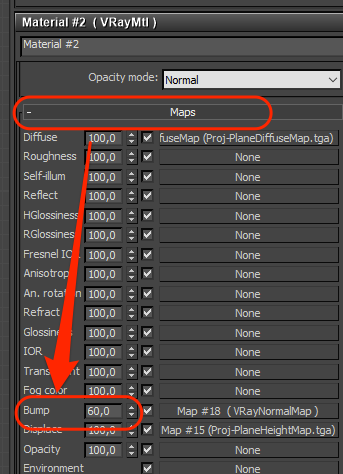 Material #2 ( VRayMtl )
Material #2
Opacity mode: Normal
- Maps
Diffuse 100,0 fuseMap (Proj-PlaneDiffuseMap.tga)
Roughness 100,0 None
Self-illum 100,0 None
Reflect 100,0 None
HGlossiness 100,0 None
RGlossiness 100,0 None
Fresnel IOR 100,0 None
Anisotropy 100,0 None
An. rotation 100,0 None
Refract 100,0 None
Glossiness 100,0 None
IOR 100,0 None
100,0 None
Fog color 100,0 None
Bump 60,0 Map #18 ( VRayNormalMap )
Displace 100,0 Map #15 (Proj-PlaneHeightMap.tga)
Opacity 100,0 None
Environment None